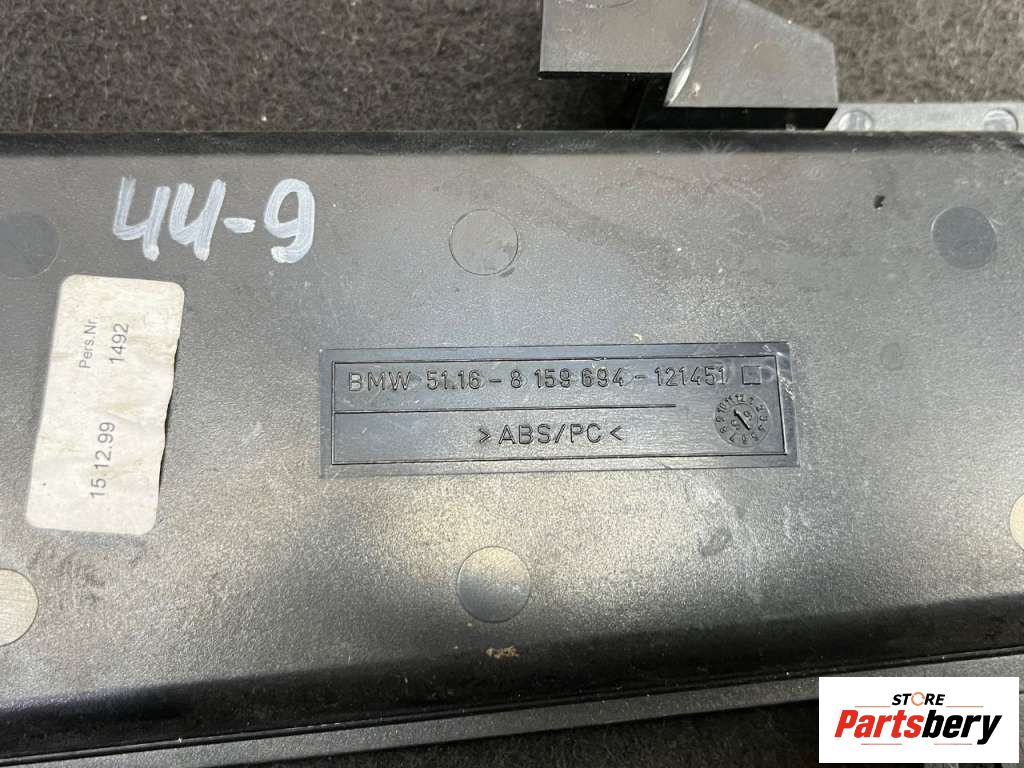 44-9
Pers.Nr.
1492
15.12.99
BMW 51.16 - 8 159 694 - 121451
>ABS/PC<
STORE
Partsbery